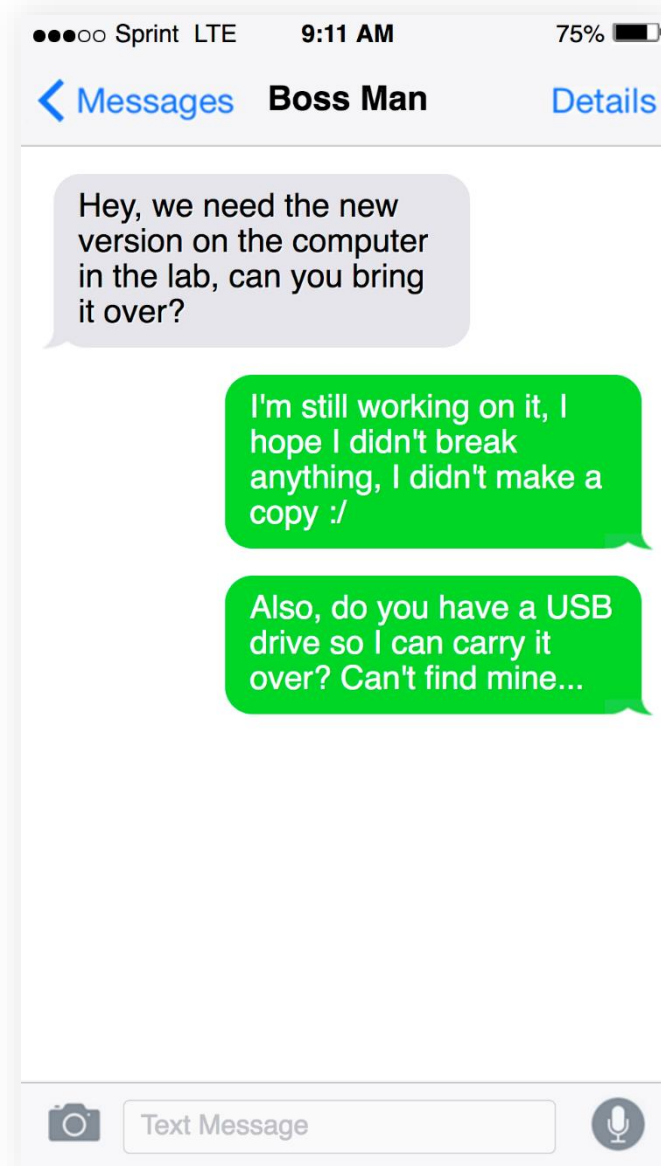 ●●●○○ Sprint LTE 9:11 AM 75%
Messages Boss Man Details
Hey, we need the new
version on the computer
in the lab, can you bring
it over?
I'm still working on it, I
hope I didn't break
anything, I didn't make a
copy :/
Also, do you have a USB
drive so I can carry it
over? Can't find mine...
Text Message